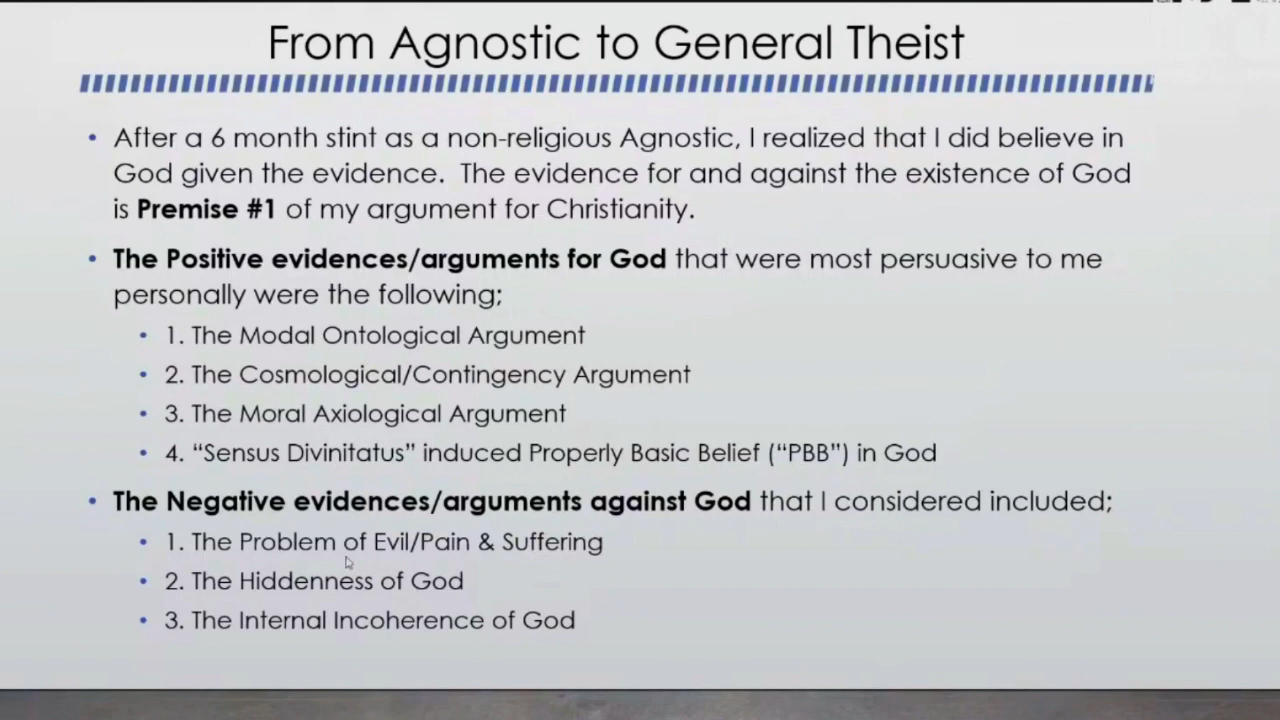 From Agnostic to General Theist
• After a 6 month stint as a non-religious Agnostic, I realized that I did believe in
God given the evidence.  The evidence for and against the existence of God
is Premise #1 of my argument for Christianity.
• The Positive evidences/arguments for God that were most persuasive to me
personally were the following;
• 1. The Modal Ontological Argument
• 2. The Cosmological/Contingency Argument
• 3. The Moral Axiological Argument
• 4. “Sensus Divinitatus” induced Properly Basic Belief (“PBB”) in God
• The Negative evidences/arguments against God that I considered included;
• 1. The Problem of Evil/Pain & Suffering
• 2. The Hiddenness of God
• 3. The Internal Incoherence of God